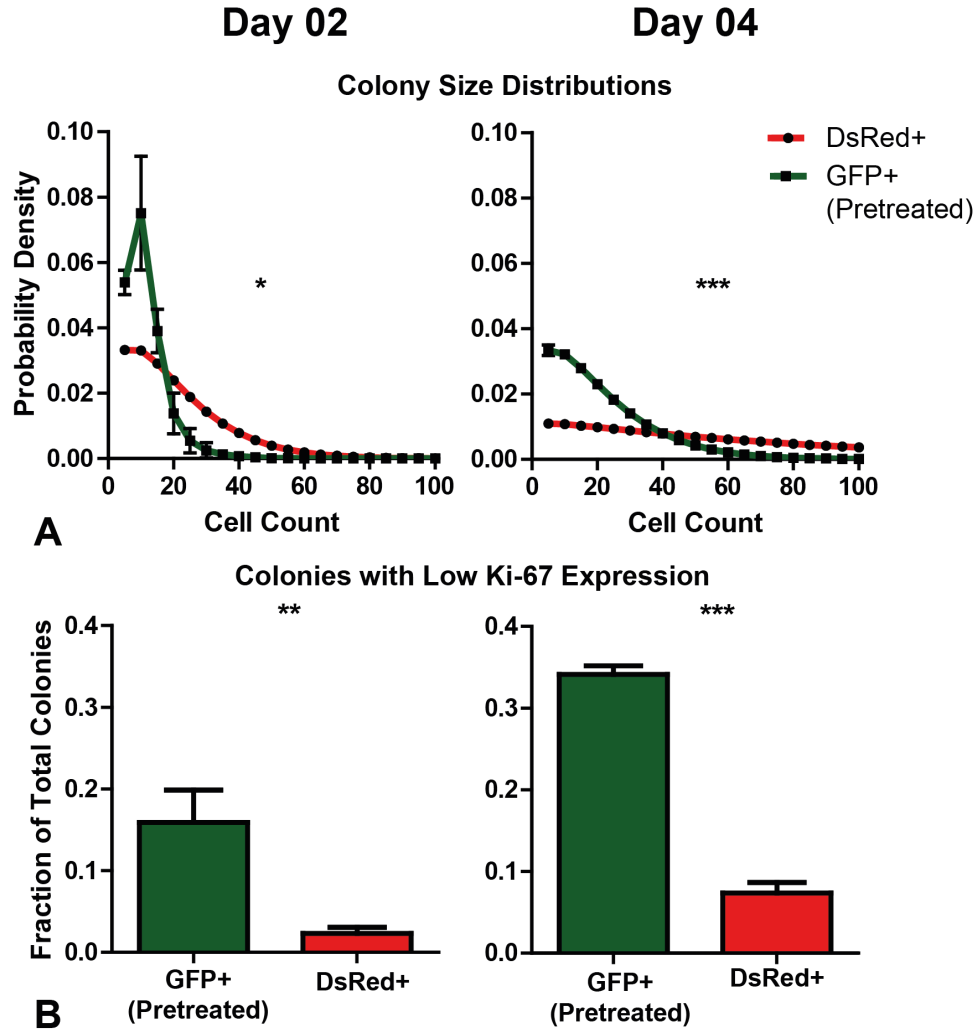 Day 02
Day 04
Colony Size Distributions
DsRed+
GFP+
(Pretreated)
Probability Density
0.10
0.08
0.06
0.04
0.02
0.00
*
0 20 40 60 80 100
Cell Count
0.10
0.08
0.06
0.04
0.02
0.00
***
0 20 40 60 80 100
Cell Count
A
Colonies with Low Ki-67 Expression
Fraction of Total Colonies
**
0.4
0.3
0.2
0.1
0.0
GFP+
(Pretreated)
DsRed+
***
0.4
0.3
0.2
0.1
0.0
GFP+
(Pretreated)
DsRed+
B